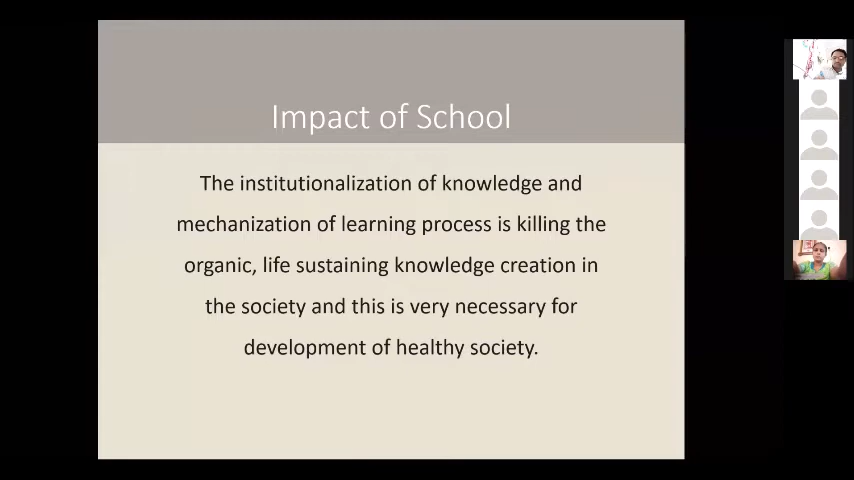 Impact of School
The institutionalization of knowledge and
mechanization of learning process is killing the
organic, life sustaining knowledge creation in
the society and this is very necessary for
development of healthy society.